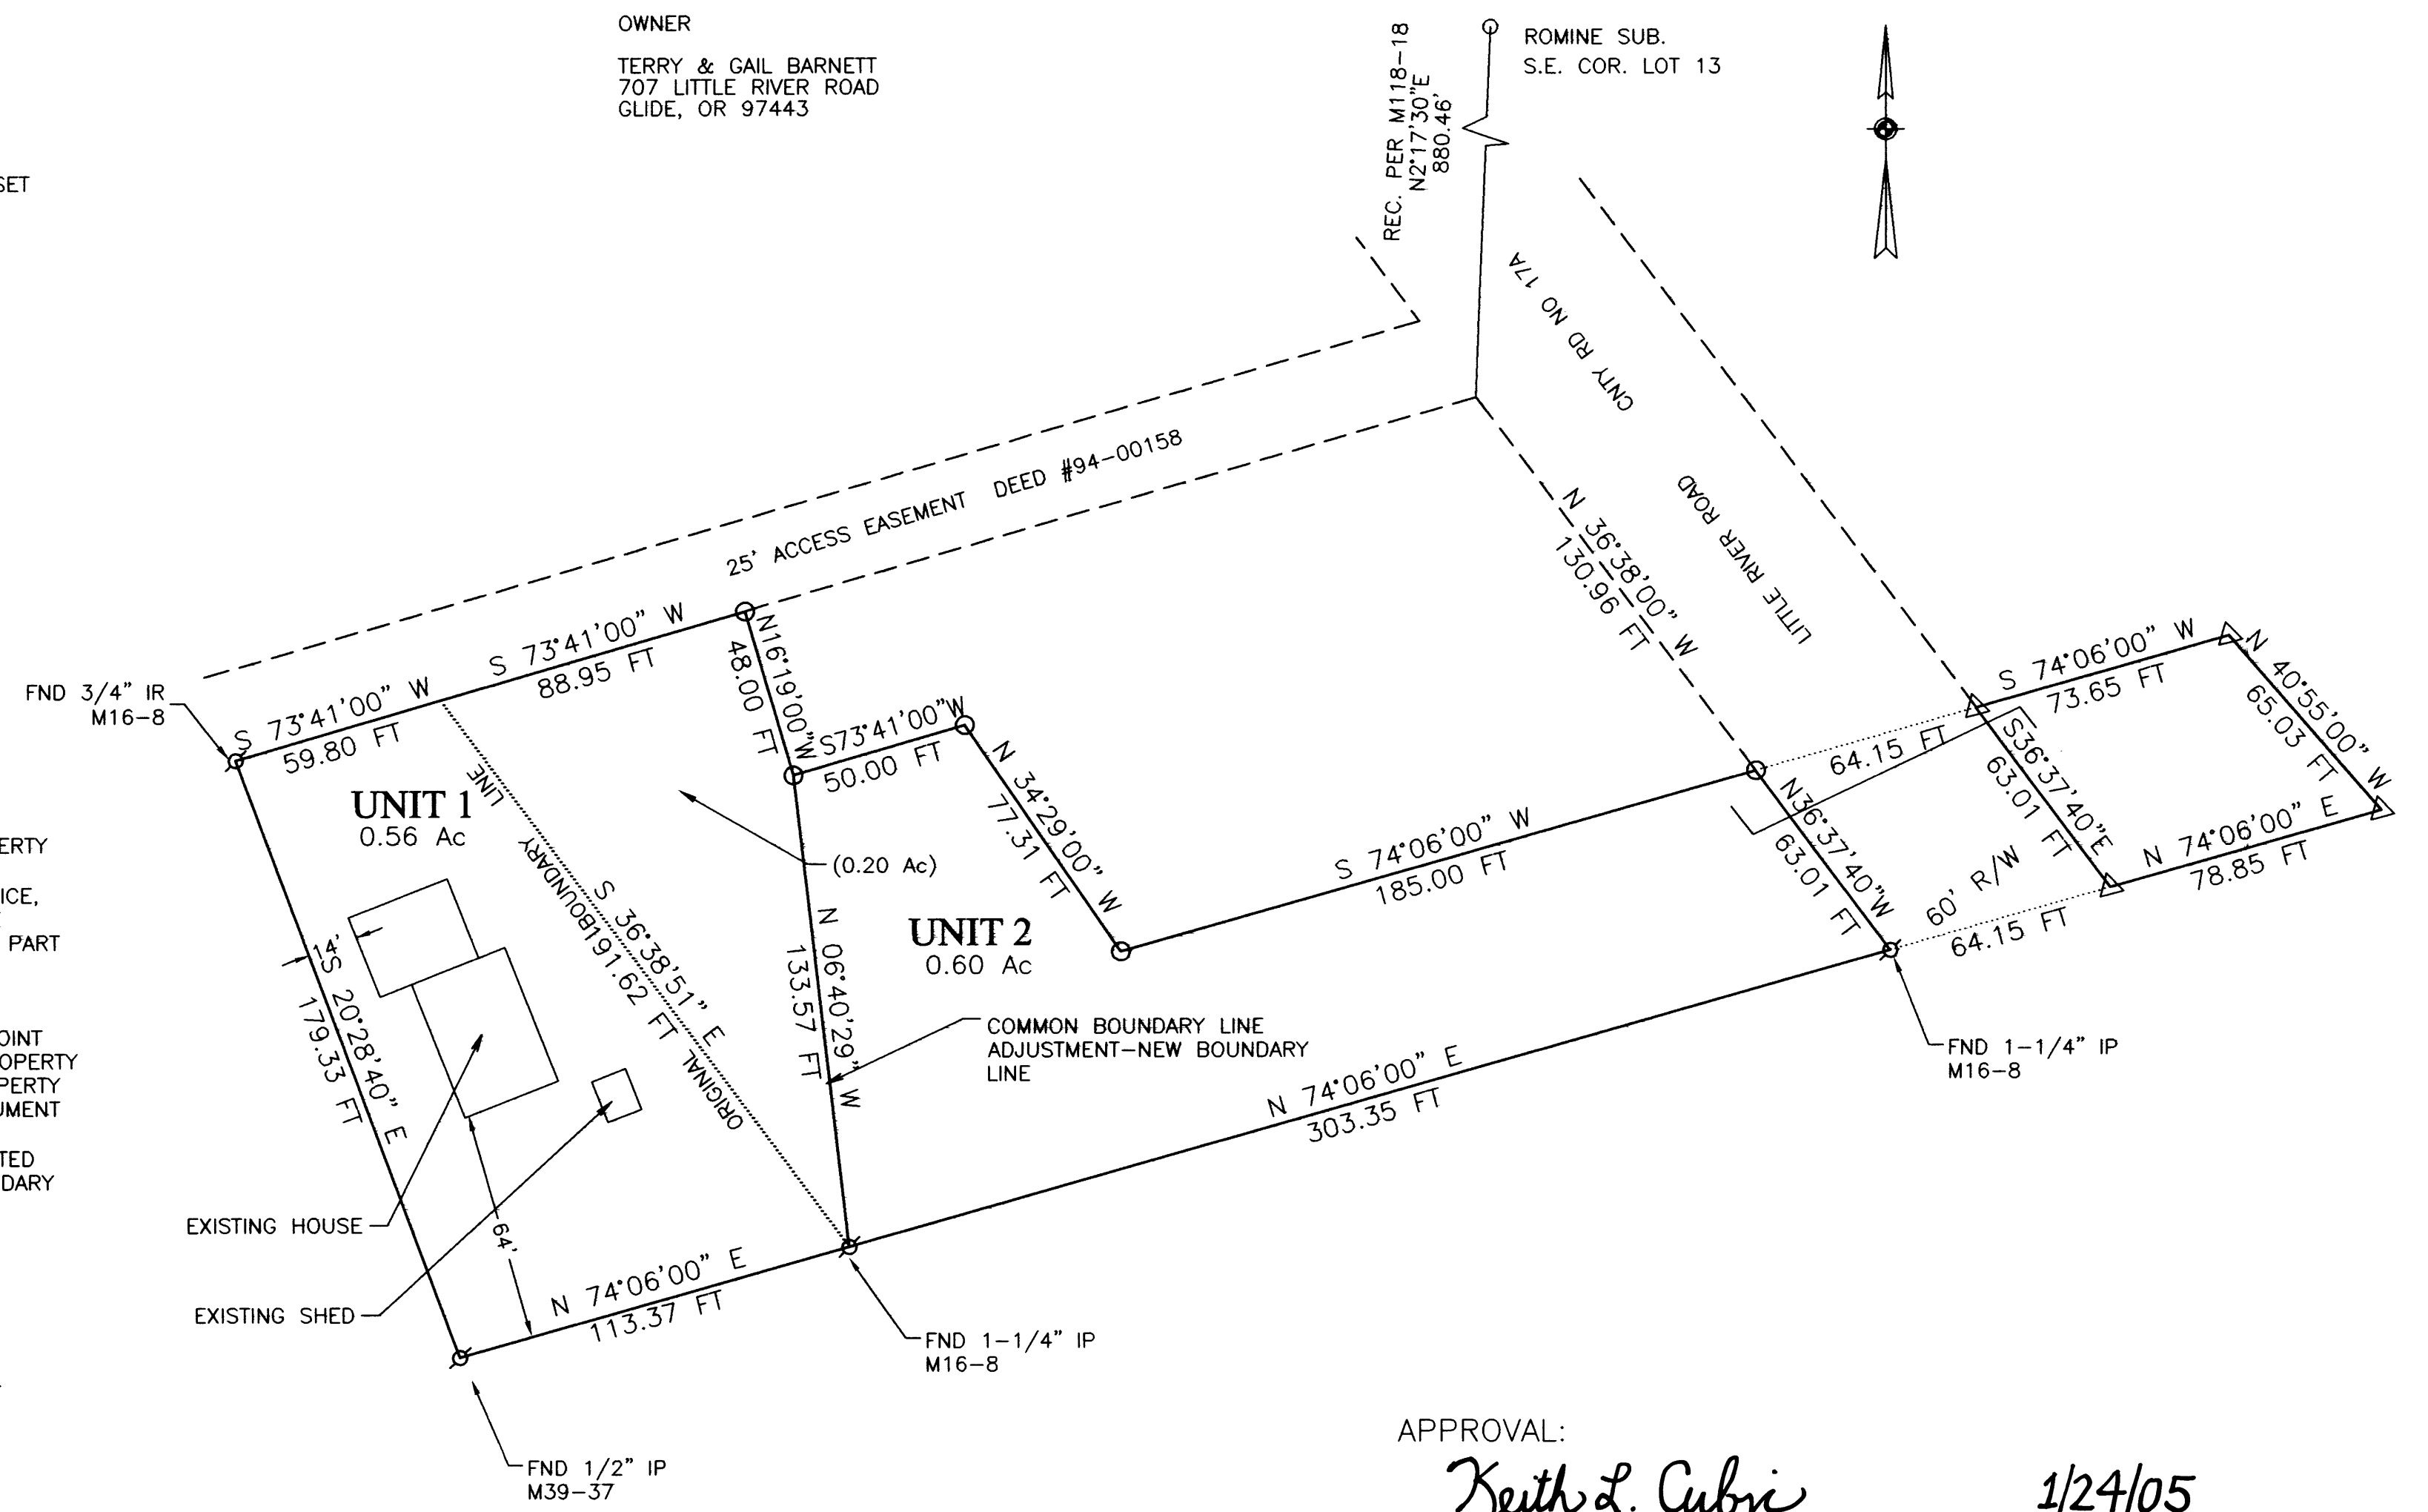 OWNER
TERRY & GAIL BARNETT
707 LITTLE RIVER ROAD
GLIDE, OR 97443
REC. PER M118-18
N2°17'30"E
880.46'
ROMINE SUB.
S.E. COR. LOT 13
SET
CNTY RD NO 17A
LITTLE RIVER ROAD
25' ACCESS EASEMENT DEED #94-00158
N 36°38'00" W
130.96 FT
FND 3/4" IR
M16-8
S 73°41'00" W
59.80 FT
S 73°41'00" W
88.95 FT
N16°19'00"W
48.00 FT
S73°41'00"W
50.00 FT
N 34°29'00" W
77.31 FT
S 74°06'00" W
185.00 FT
64.15 FT
S 74°06'00" W
73.65 FT
N 40°55'00" W
65.03 FT
S36°37'40"E
63.01 FT
N36°37'40"W
63.01 FT
N 74°06'00" E
78.85 FT
60' R/W
64.15 FT
UNIT 1
0.56 Ac
ORIGINAL BOUNDARY LINE
S 36°38'51" E
191.62 FT
(0.20 Ac)
UNIT 2
0.60 Ac
N 06°40'29" W
133.57 FT
COMMON BOUNDARY LINE
ADJUSTMENT-NEW BOUNDARY
LINE
14'
S 20°28'40" E
179.33 FT
ERTY
ICE,
PART
OINT
OPERTY
PERTY
UMENT
TED
DARY
EXISTING HOUSE
EXISTING SHED
64'
N 74°06'00" E
113.37 FT
N 74°06'00" E
303.35 FT
FND 1-1/4" IP
M16-8
FND 1-1/4" IP
M16-8
FND 1/2" IP
M39-37
APPROVAL:
Keith L. Cubic 1/24/05